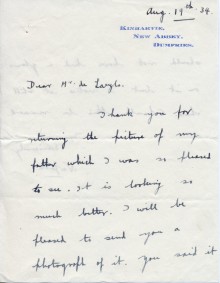 Aug. 19th 34.
KINHARVIE,
NEW ABBEY,
DUMFRIES.
Dear Mr. de Laszlo.
Thank you for
returning the picture of my
father which I was so pleased
to see. It is looking so
much better. I will be
pleased to send you a
photograph of it. You said it